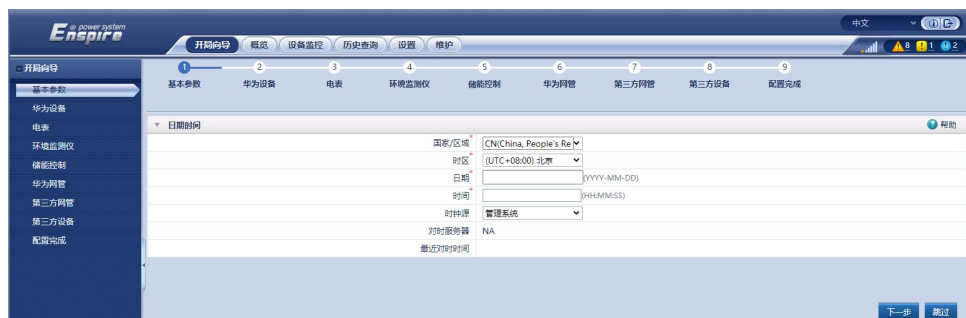 Enspire
e power system
中文
开局向导 概览 设备监控 历史查询 设置 维护
8 1 2
开局向导
基本参数
华为设备
电表
环境监测仪
储能控制
华为网管
第三方网管
第三方设备
配置完成
1 2 3 4 5 6 7 8 9
基本参数 华为设备 电表 环境监测仪 储能控制 华为网管 第三方网管 第三方设备 配置完成
日期时间 帮助
国家/区域* CN(China, People's Re
时区* (UTC+08:00) 北京
日期* (YYYY-MM-DD)
时间* (HH:MM:SS)
时钟源 管理系统
对时服务器 NA
最近对时时间
下一步 跳过